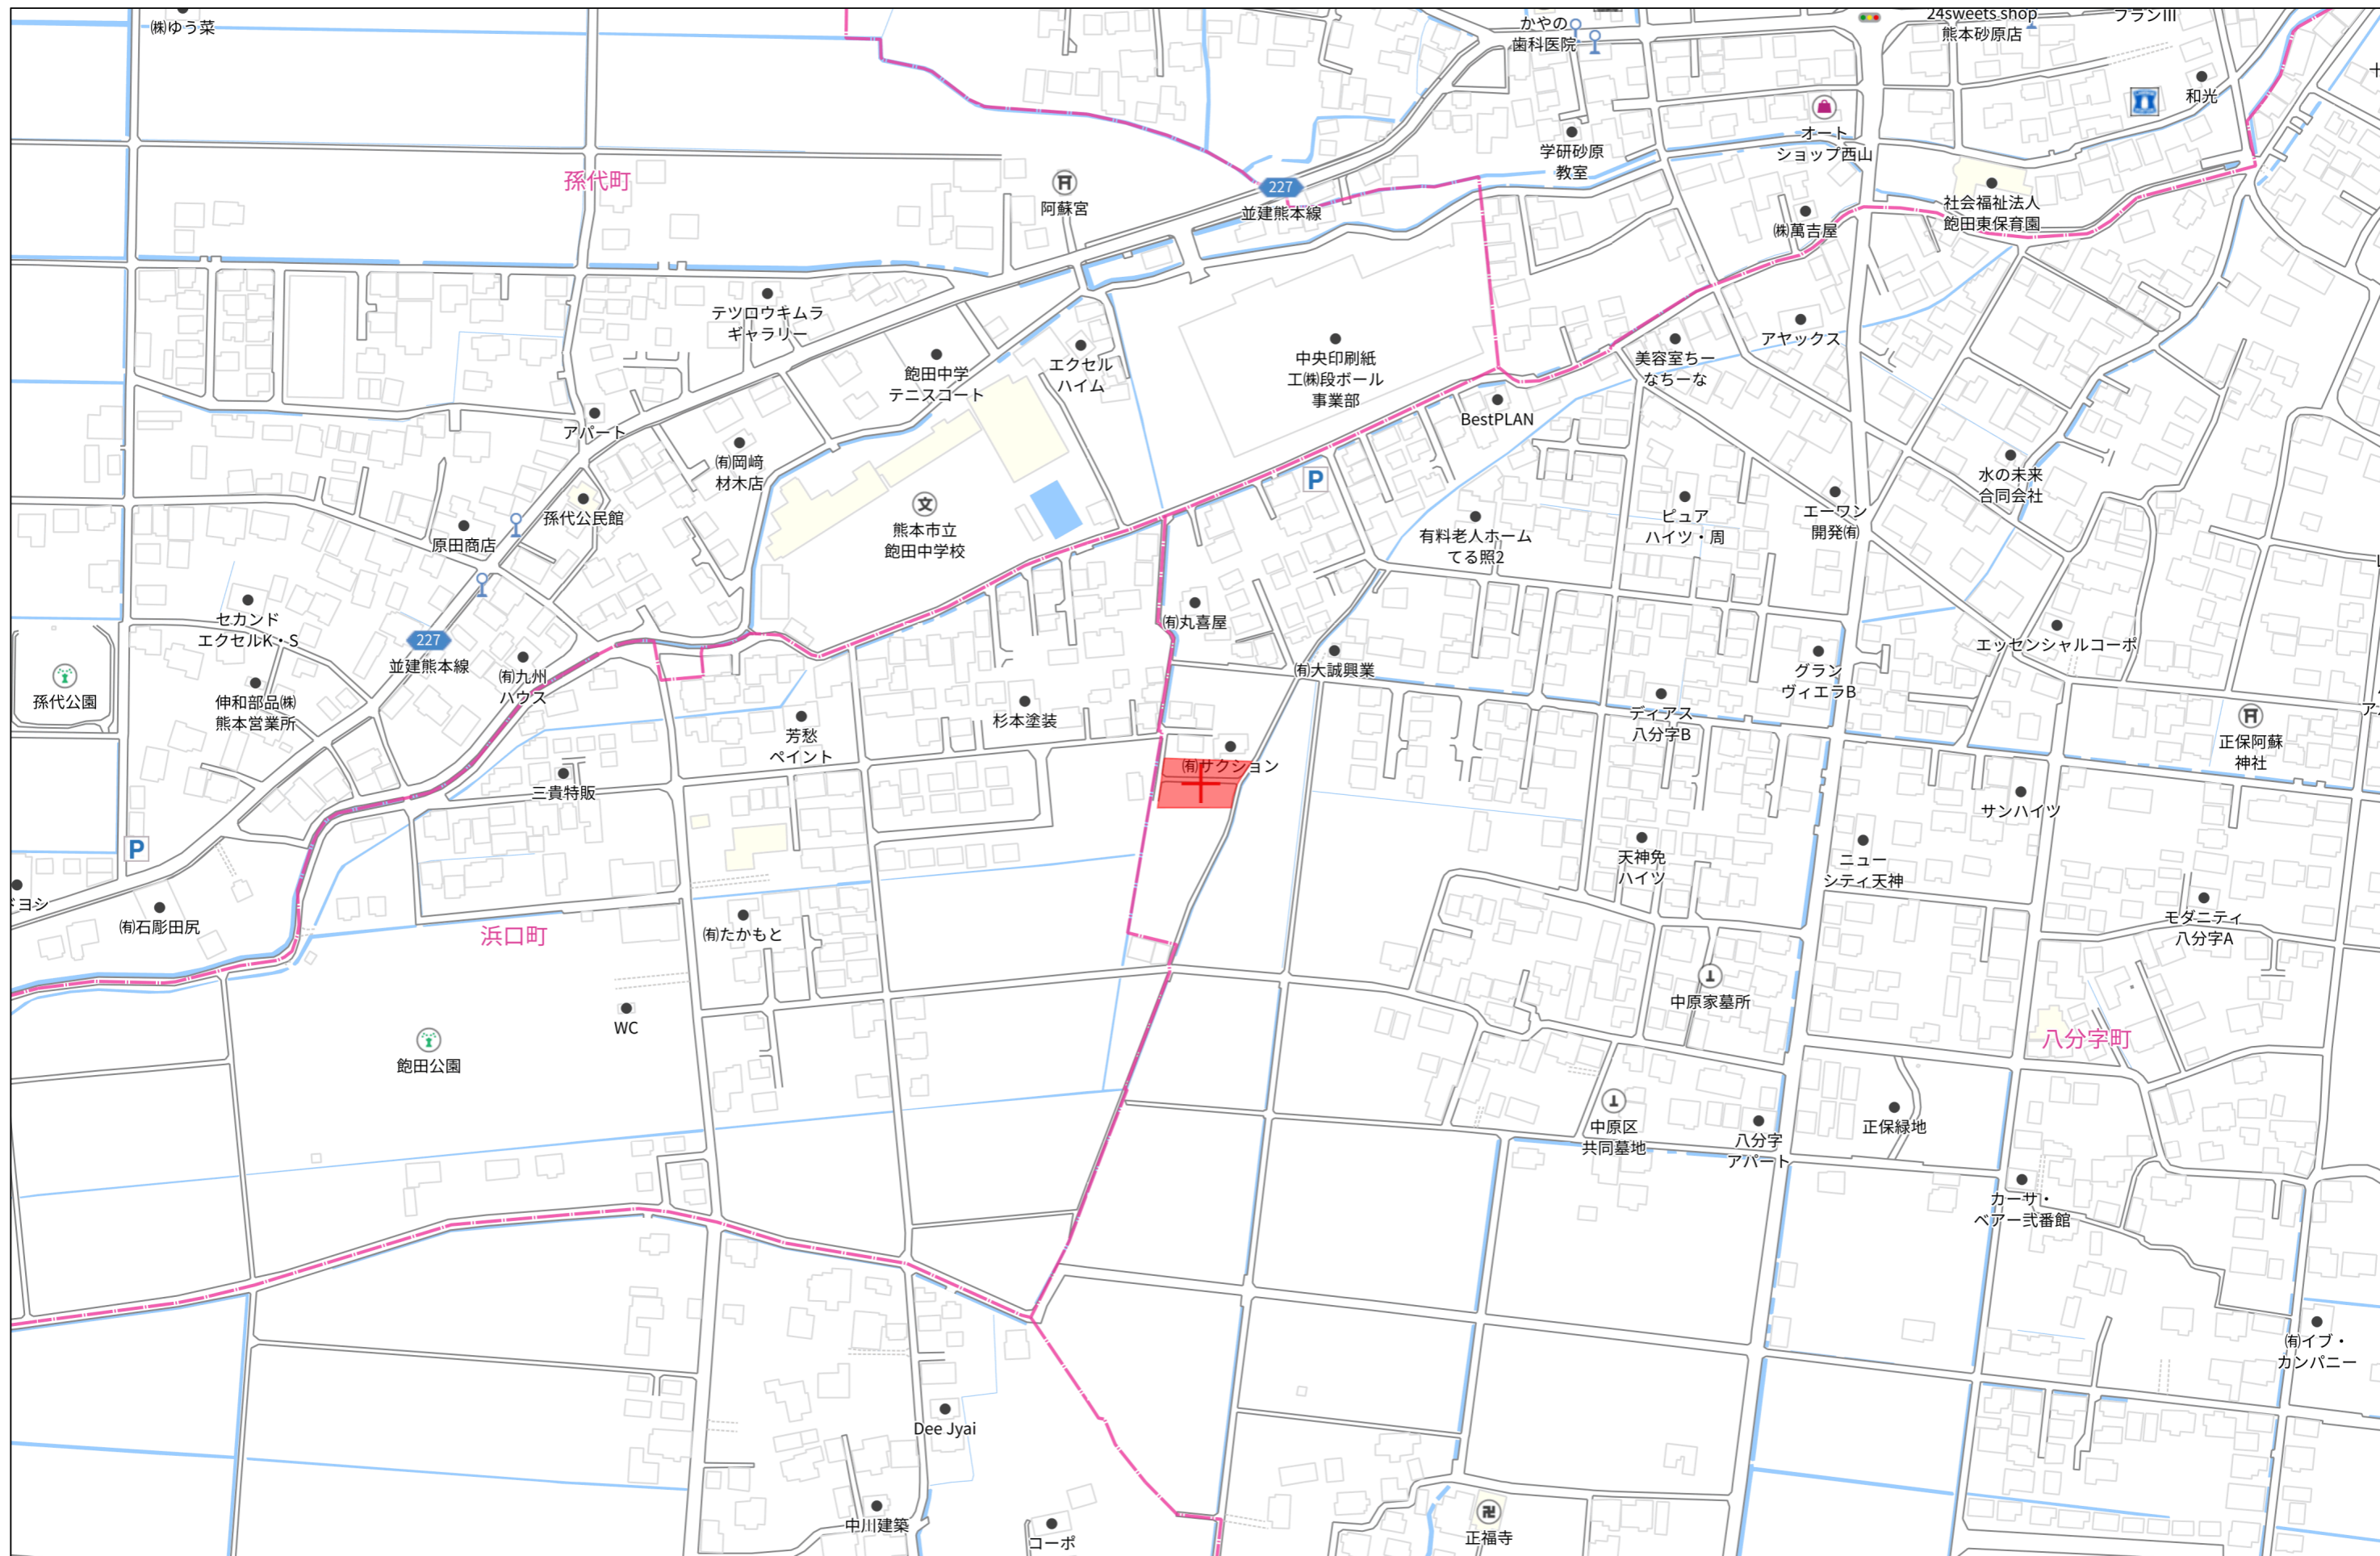 ㈱ゆう菜
かやの
歯科医院
24sweets shop
熊本砂原店
フランIII
和光
オート
ショップ西山
学研砂原
教室
孫代町
阿蘇宮
227
並建熊本線
社会福祉法人
飽田東保育園
㈱萬吉屋
テツロウキムラ
ギャラリー
飽田中学
テニスコート
エクセル
ハイム
中央印刷紙
工㈱段ボール
事業部
アヤックス
美容室ちー
なちーな
BestPLAN
アパート
㈲岡﨑
材木店
P
水の未来
合同会社
孫代公民館
原田商店
熊本市立
飽田中学校
有料老人ホーム
てる照2
ピュア
ハイツ・周
エーワン
開発㈲
セカンド
エクセルK・S
㈲丸喜屋
227
並建熊本線
エッセンシャルコーポ
㈲九州
ハウス
㈲大誠興業
グラン
ヴィエラB
孫代公園
伸和部品㈱
熊本営業所
杉本塗装
ディアス
八分字B
芳愁
ペイント
正保阿蘇
神社
㈲サクション
三貴特販
サンハイツ
P
天神免
ハイツ
ニュー
シティ天神
ドヨシ
㈲石彫田尻
浜口町
㈲たかもと
モダニティ
八分字A
中原家墓所
WC
八分字町
飽田公園
中原区
共同墓地
八分字
アパート
正保緑地
カーサ・
ベアー弐番館
㈲イブ・
カンパニー
Dee Jyai
中川建築
コーポ
正福寺